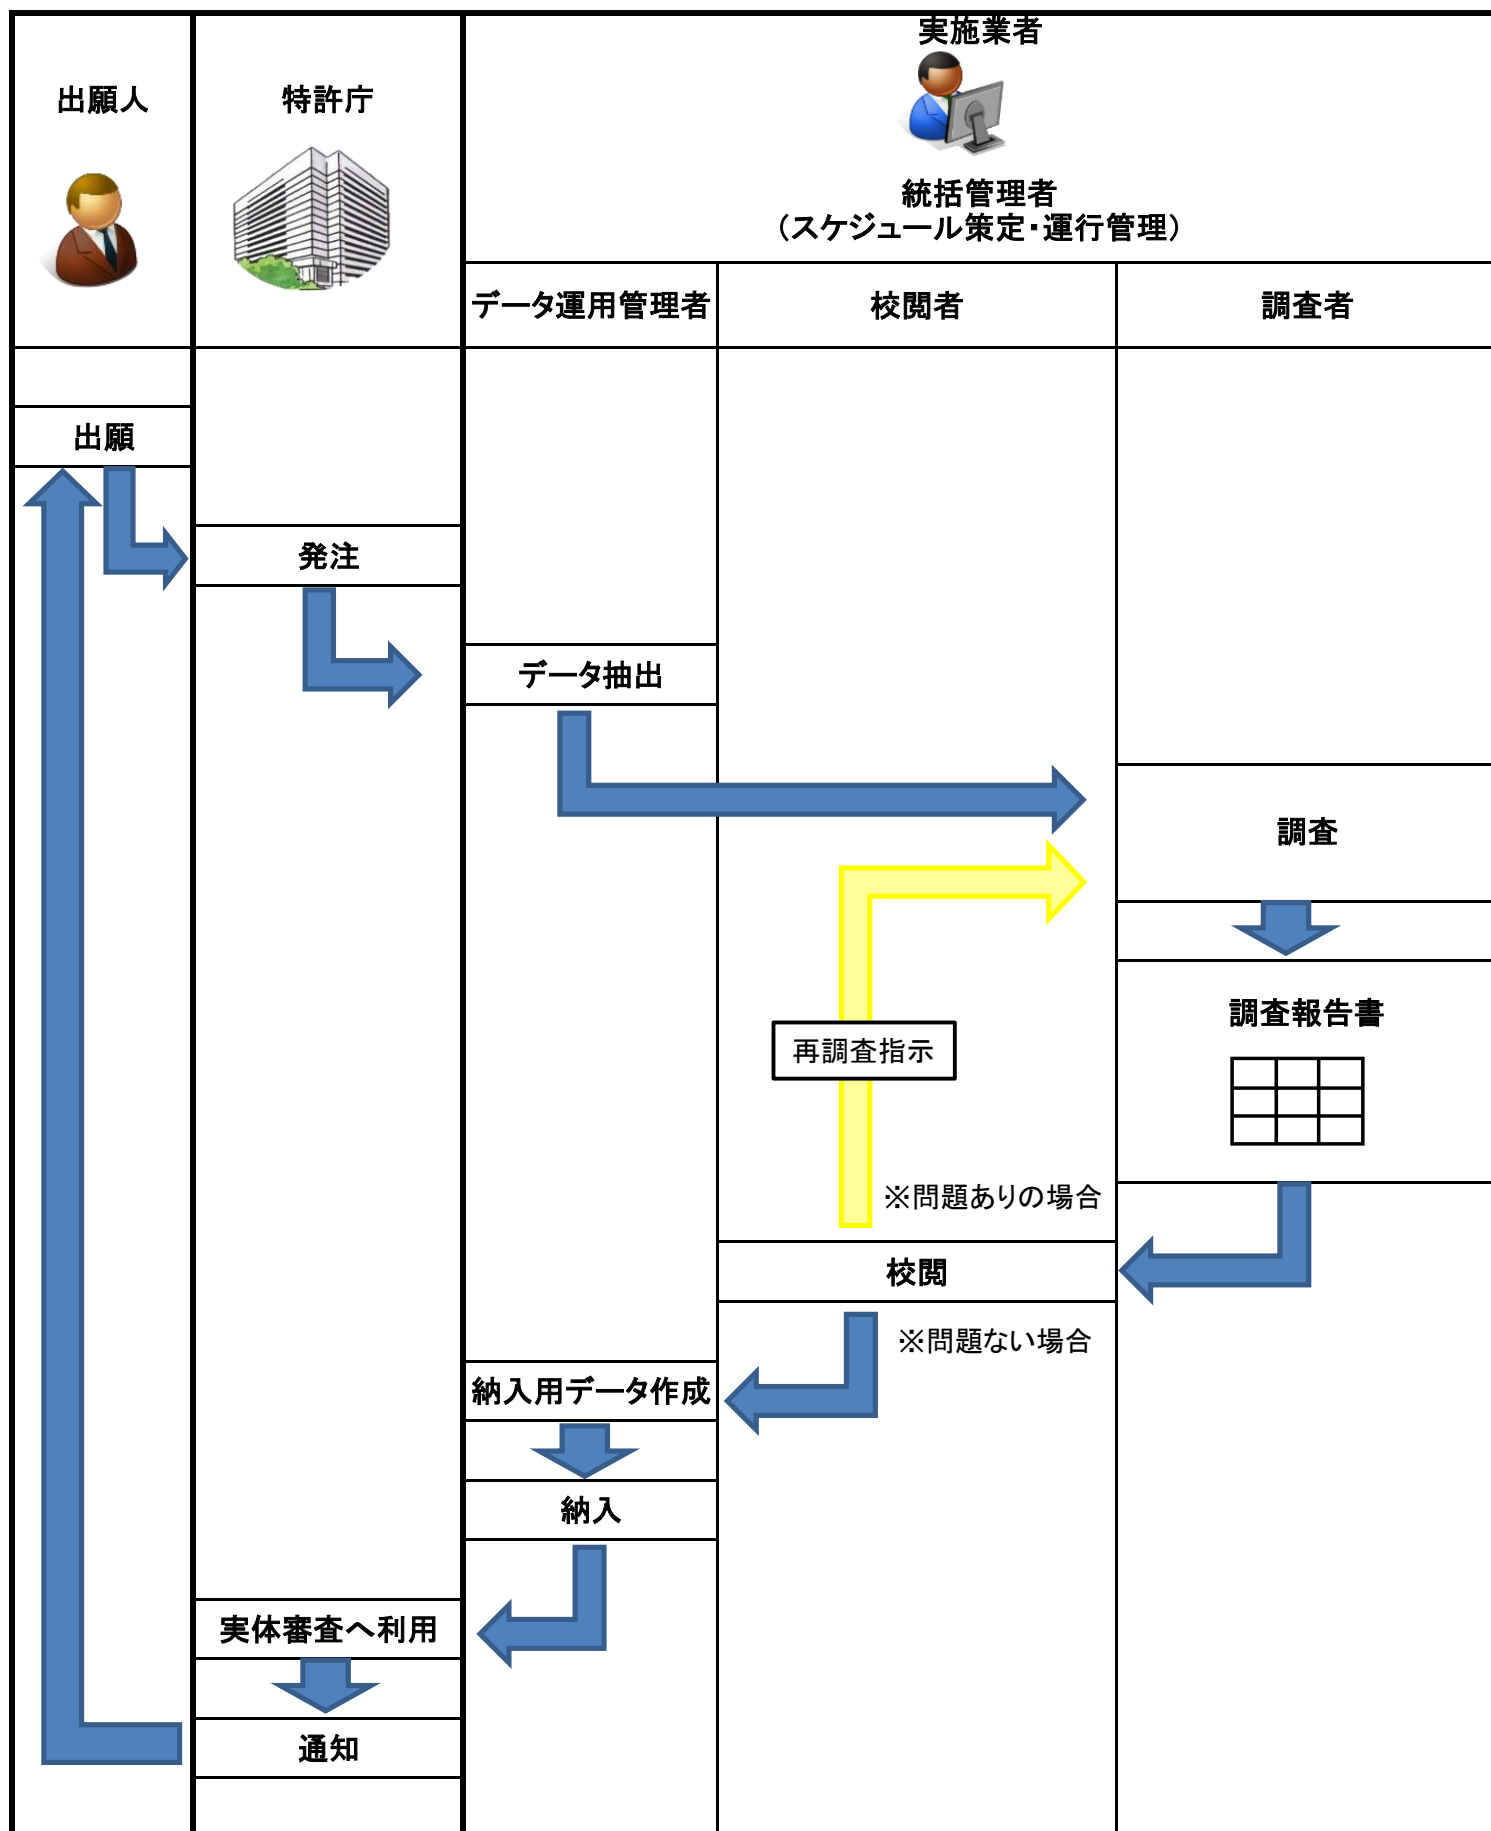 出願人
特許庁
実施業者
統括管理者
（スケジュール策定・運行管理）
データ運用管理者
校閲者
調査者
出願
発注
データ抽出
調査
調査報告書
再調査指示
※問題ありの場合
校閲
※問題ない場合
納入用データ作成
納入
実体審査へ利用
通知